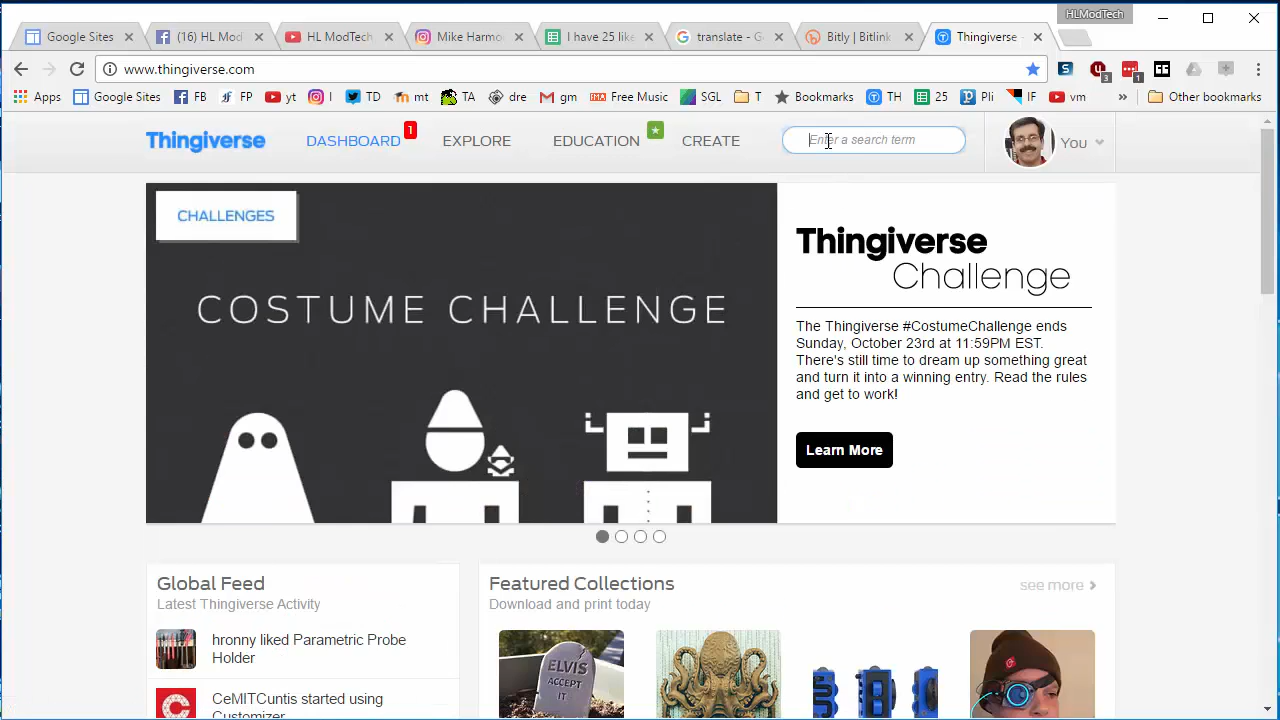 HLModTech
Google Sites
(16) HL Mod
HL ModTech
Mike Harmo
I have 25 like
translate - G
Bitly | Bitlink
Thingiverse -
www.thingiverse.com
3
1
Apps
Google Sites
FB
FP
yt
I
TD
mt
TA
dre
gm
Free Music
SGL
T
Bookmarks
TH
25
Pli
IF
vm
»
Other bookmarks
Thingiverse
DASHBOARD
1
EXPLORE
EDUCATION
CREATE
Enter a search term
You
CHALLENGES
COSTUME CHALLENGE
Thingiverse
Challenge
The Thingiverse #CostumeChallenge ends
Sunday, October 23rd at 11:59PM EST.
There's still time to dream up something great
and turn it into a winning entry. Read the rules
and get to work!
Learn More
Global Feed
Latest Thingiverse Activity
hronny liked Parametric Probe
Holder
CeMITCuntis started using
Customizer
Featured Collections
see more
Download and print today
ELVIS
ACCEPT
IT